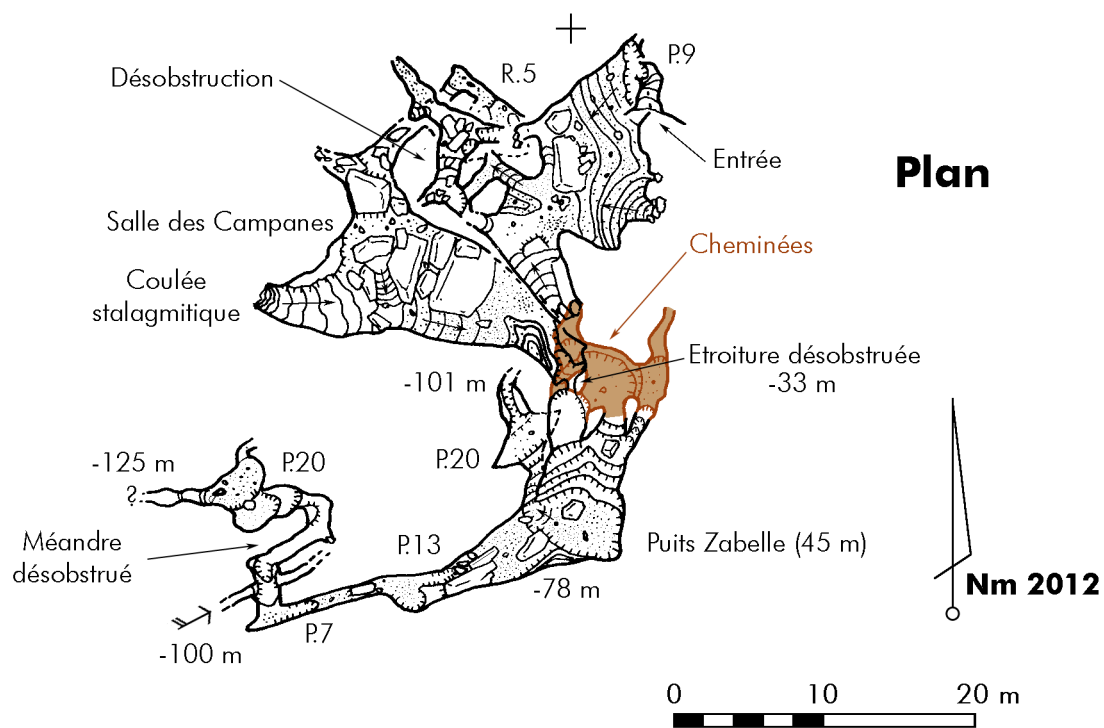 P.9
R.5
Désobstruction
Entrée
Plan
Salle des Campanes
Cheminées
Coulée
stalagmitique
Etroiture désobstruée
-33 m
-101 m
P.20
-125 m
P.20
?
Méandre
désobstrué
P.13
Puits Zabelle (45 m)
-78 m
Nm 2012
P.7
-100 m
0 10 20 m